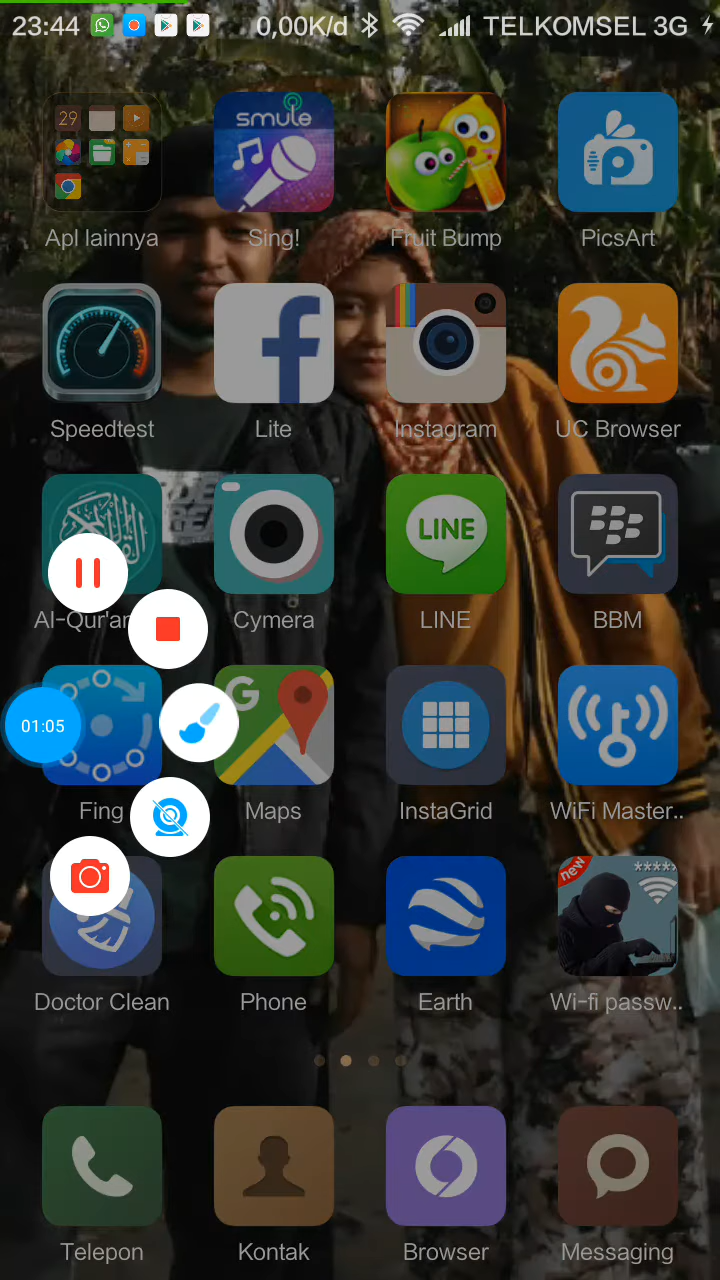 23:44 0,00K/d TELKOMSEL 3G
29
smule
Apl lainnya Sing! Fruit Bump PicsArt
Speedtest Lite Instagram UC Browser
LINE
Al-Qur'an Cymera LINE BBM
01:05
G
Fing Maps InstaGrid WiFi Master..
new *****
Doctor Clean Phone Earth Wi-fi passw..
Telepon Kontak Browser Messaging